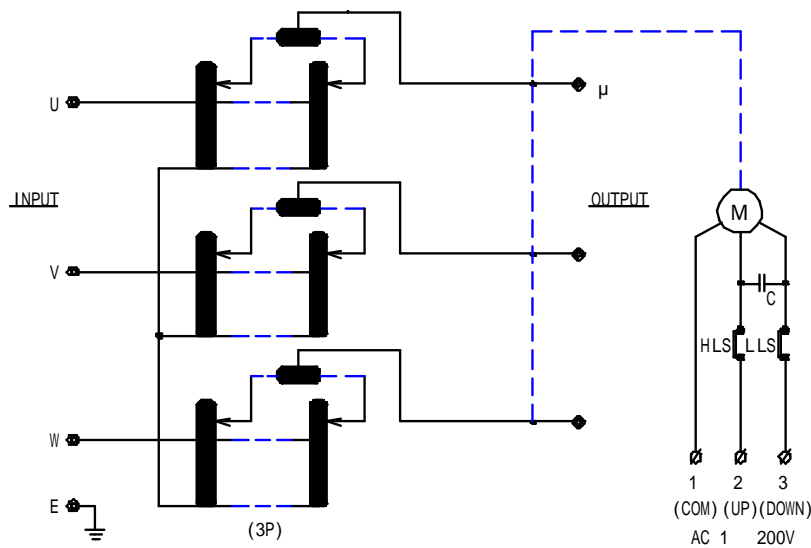 U
μ
INPUT
OUTPUT
M
V
C
HLS
LLS
W
E
(3P)
1 2 3
(COM) (UP) (DOWN)
AC 1 200V